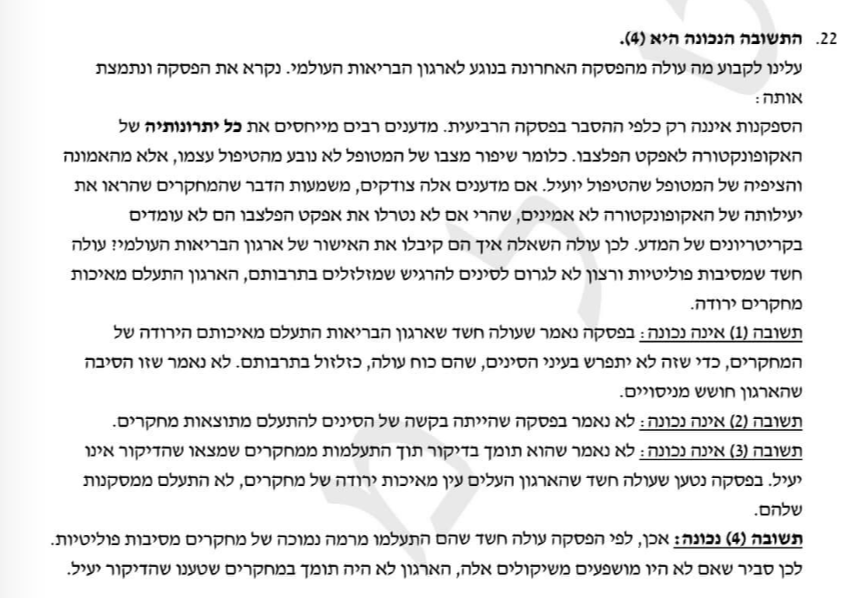 22. התשובה הנכונה היא (4).
עלינו לקבוע מה עולה מהפסקה האחרונה בנוגע לארגון הבריאות העולמי. נקרא את הפסקה ונתמצת
אותה:
הספקנות איננה רק כלפי ההסבר בפסקה הרביעית. מדענים רבים מייחסים את כל יתרונותיה של
האקופונקטורה לאפקט הפלצבו. כלומר שיפור מצבו של המטופל לא נובע מהטיפול עצמו, אלא מהאמונה
והציפיה של המטופל שהטיפול יועיל. אם מדענים אלה צודקים, משמעות הדבר שהמחקרים שהראו את
יעילותה של האקופונקטורה לא אמינים, שהרי אם לא נטרלו את אפקט הפלצבו הם לא עומדים
בקריטריונים של המדע. לכן עולה השאלה איך הם קיבלו את האישור של ארגון הבריאות העולמי? עולה
חשד שמסיבות פוליטיות ורצון לא לגרום לסינים להרגיש שמזלזלים בתרבותם, הארגון התעלם מאיכות
מחקרים ירודה.
תשובה (1) אינה נכונה: בפסקה נאמר שעולה חשד שארגון הבריאות התעלם מאיכותם הירודה של
המחקרים, כדי שזה לא יתפרש בעיני הסינים, שהם כוח עולה, כזלזול בתרבותם. לא נאמר שזו הסיבה
שהארגון חושש מניסויים.
תשובה (2) אינה נכונה: לא נאמר בפסקה שהייתה בקשה של הסינים להתעלם מתוצאות מחקרים.
תשובה (3) אינה נכונה: לא נאמר שהוא תומך בדיקור תוך התעלמות ממחקרים שמצאו שהדיקור אינו
יעיל. בפסקה נטען שעולה חשד שהארגון העלים עין מאיכות ירודה של מחקרים, לא התעלם ממסקנות
שלהם.
תשובה (4) נכונה: אכן, לפי הפסקה עולה חשד שהם התעלמו מרמה נמוכה של מחקרים מסיבות פוליטיות.
לכן סביר שאם לא היו מושפעים משיקולים אלה, הארגון לא היה תומך במחקרים שטענו שהדיקור יעיל.